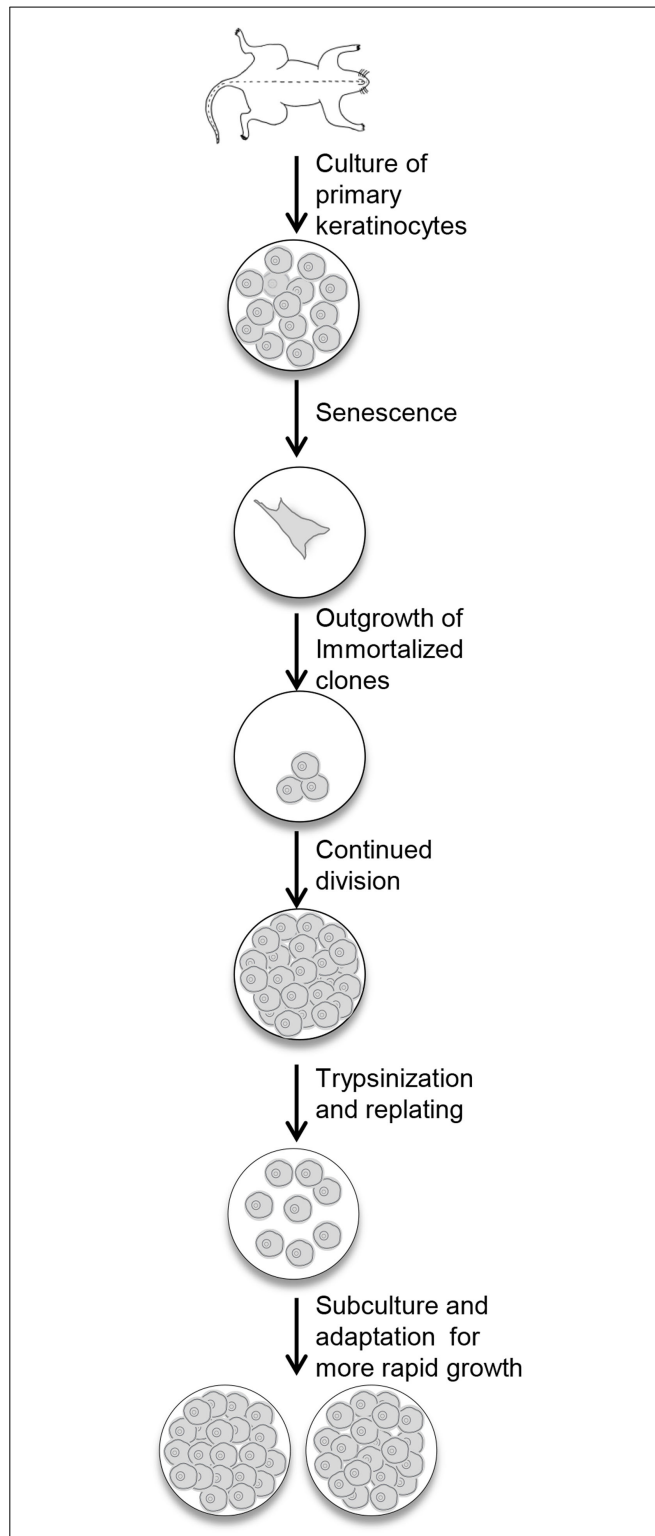 Culture of
primary
keratinocytes
Senescence
Outgrowth of
Immortalized
clones
Continued
division
Trypsinization
and replating
Subculture and
adaptation for
more rapid growth